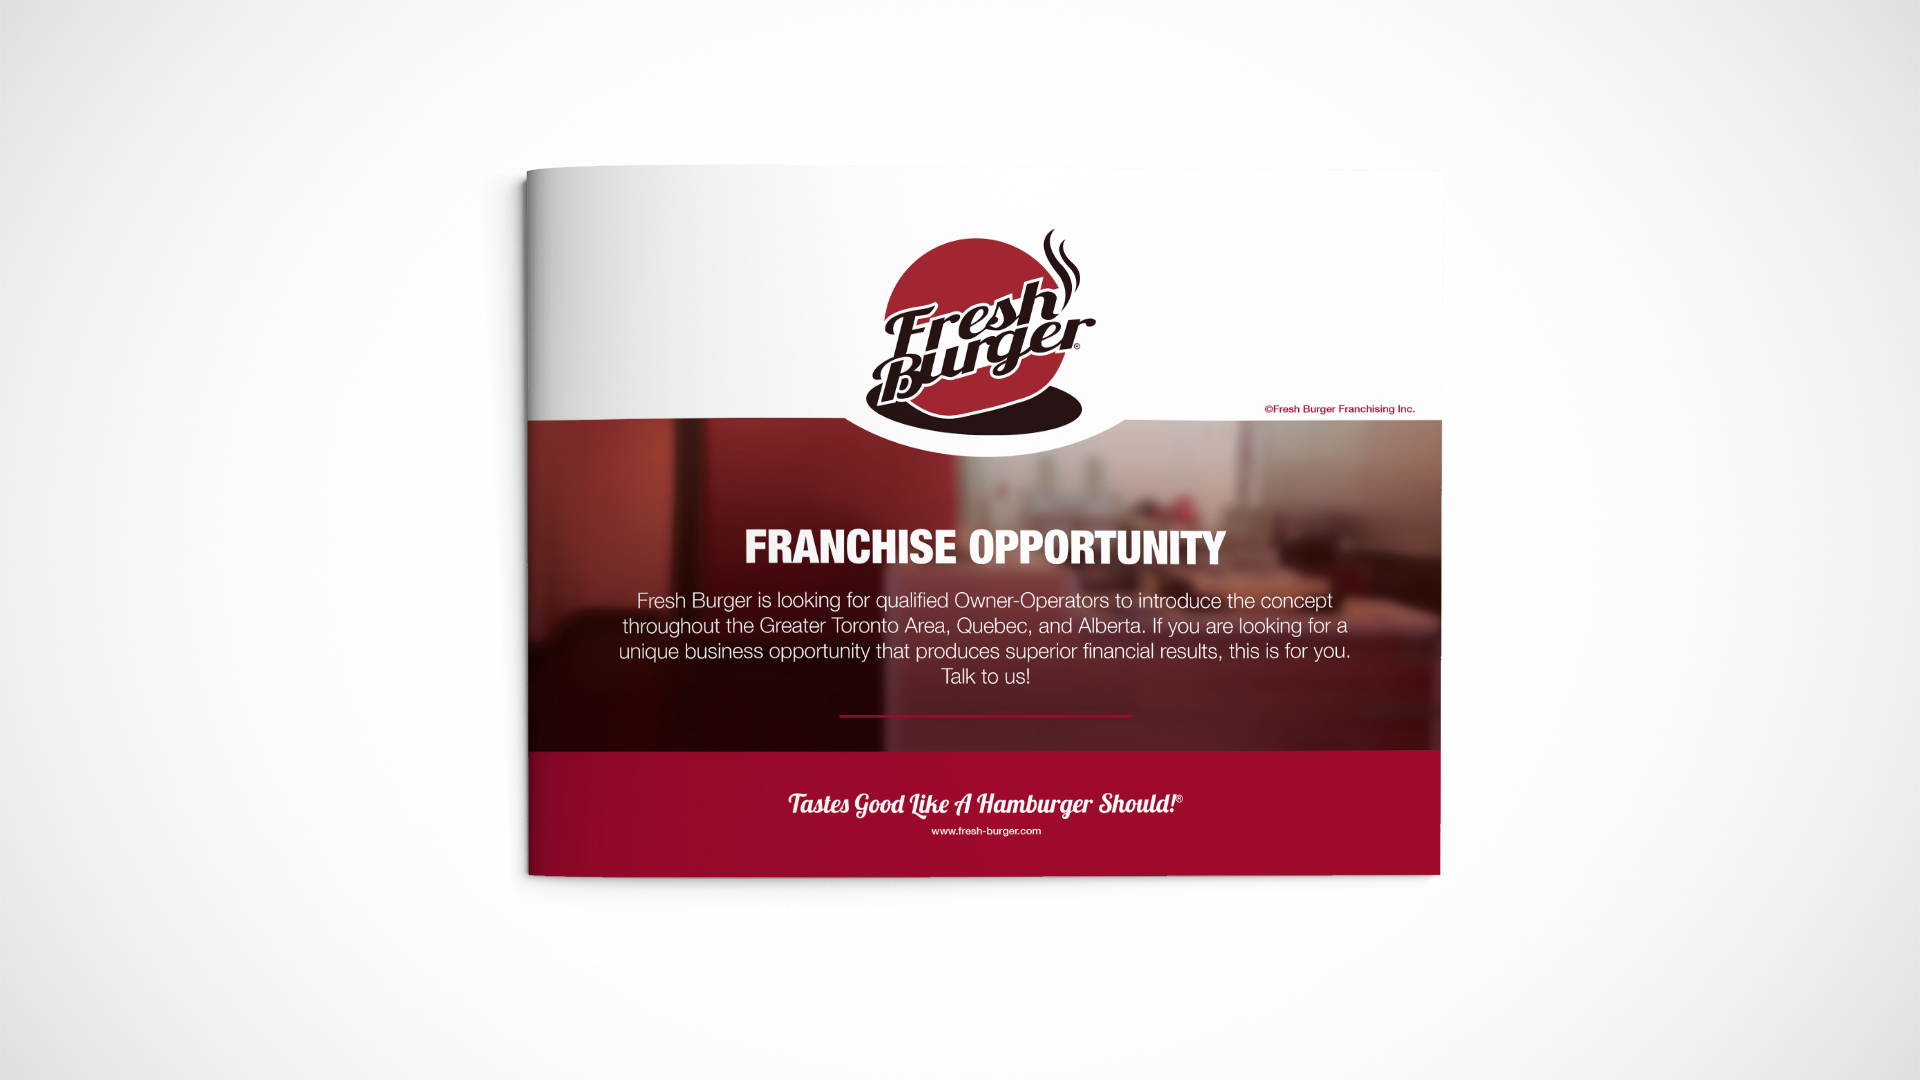 Fresh
Burger®
©Fresh Burger Franchising Inc.
FRANCHISE OPPORTUNITY
Fresh Burger is looking for qualified Owner-Operators to introduce the concept
throughout the Greater Toronto Area, Quebec, and Alberta. If you are looking for a
unique business opportunity that produces superior financial results, this is for you.
Talk to us!
Tastes Good Like A Hamburger Should!®
www.fresh-burger.com